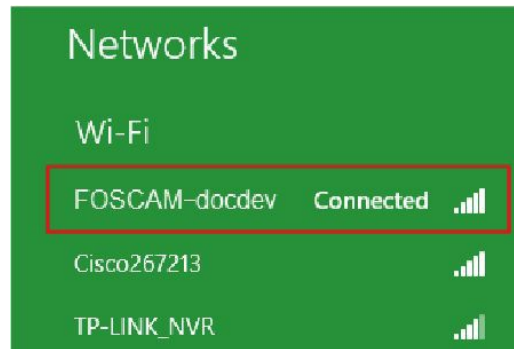 Networks
Wi-Fi
FOSCAM-docdev Connected
Cisco267213
TP-LINK_NVR